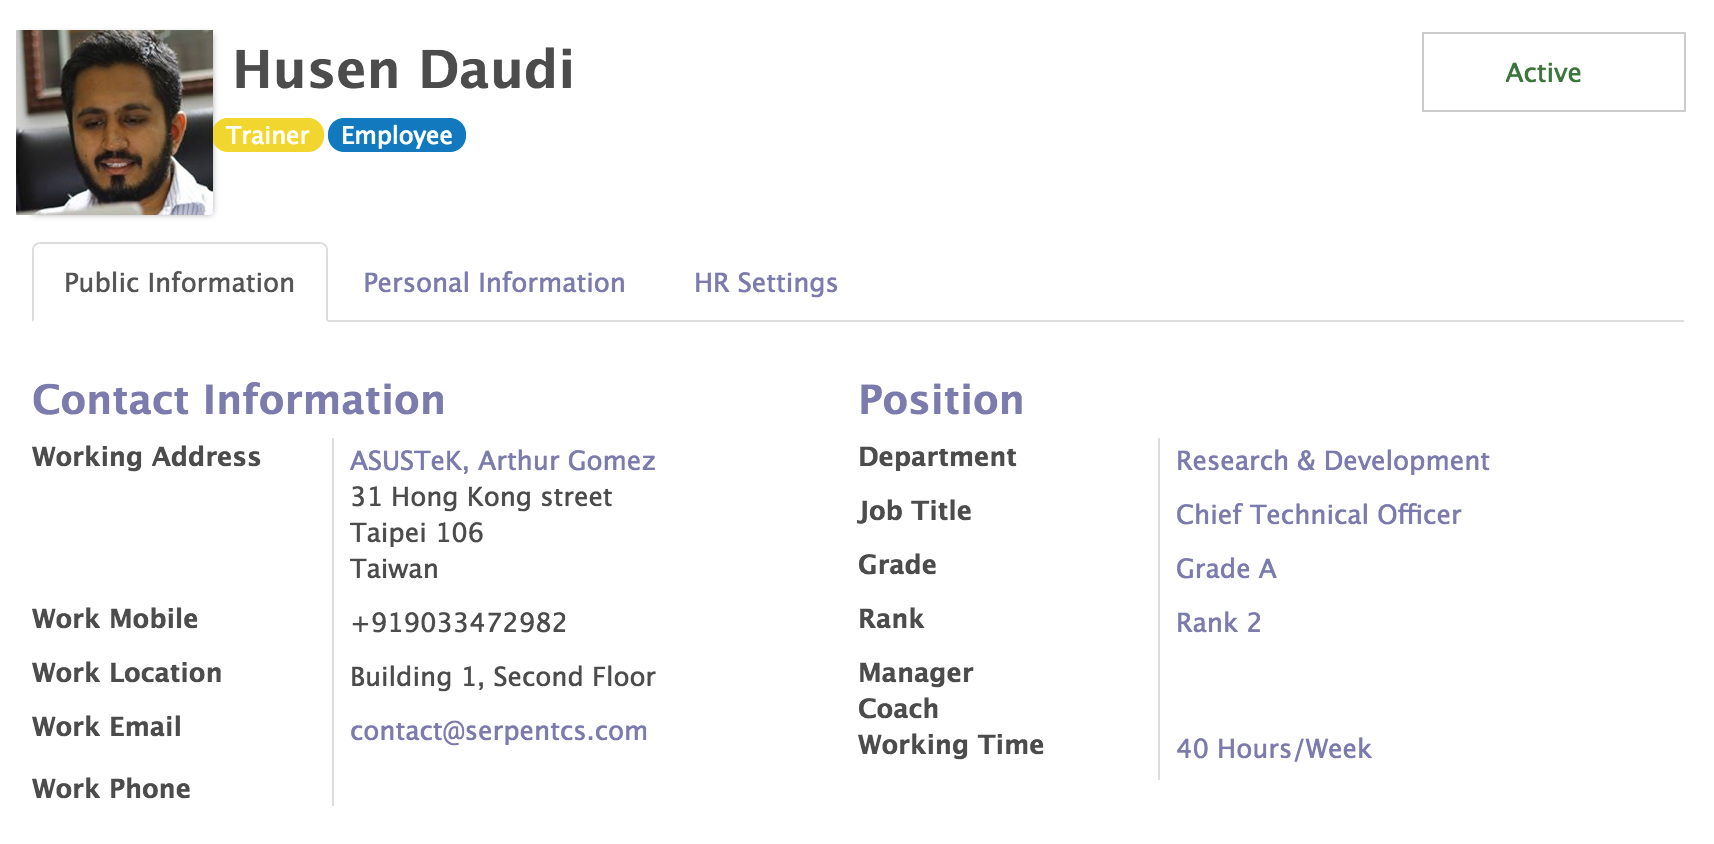 Husen Daudi
Active
Trainer Employee
Public Information Personal Information HR Settings
Contact Information
Working Address ASUSTeK, Arthur Gomez
31 Hong Kong street
Taipei 106
Taiwan
Work Mobile +919033472982
Work Location Building 1, Second Floor
Work Email contact@serpentcs.com
Work Phone
Position
Department Research & Development
Job Title Chief Technical Officer
Grade Grade A
Rank Rank 2
Manager
Coach
Working Time 40 Hours/Week